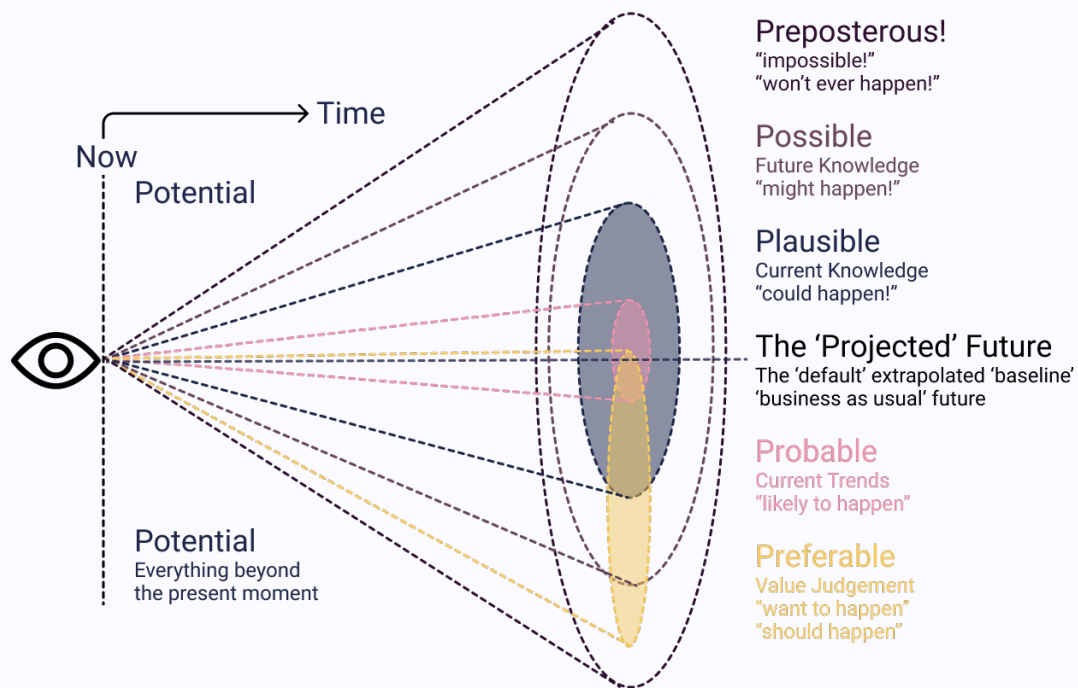 Preposterous!
“impossible!”
“won’t ever happen!”
Time
Now
Potential
Possible
Future Knowledge
“might happen!”
Plausible
Current Knowledge
“could happen!”
The ‘Projected’ Future
The ‘default’ extrapolated ‘baseline’
‘business as usual’ future
Probable
Current Trends
“likely to happen”
Potential
Everything beyond
the present moment
Preferable
Value Judgement
“want to happen”
“should happen”